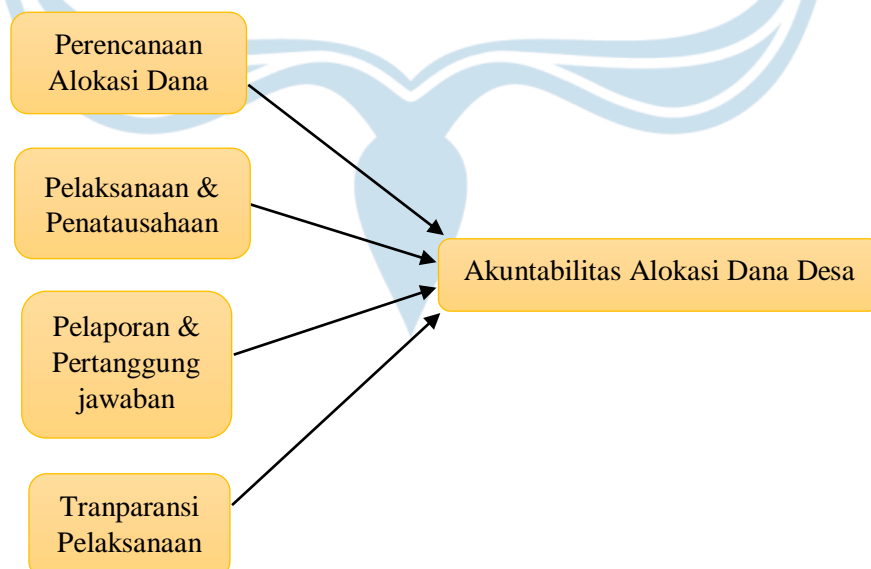 Perencanaan
Alokasi Dana
Pelaksanaan &
Penatausahaan
Akuntabilitas Alokasi Dana Desa
Pelaporan &
Pertanggung
jawaban
Tranparansi
Pelaksanaan